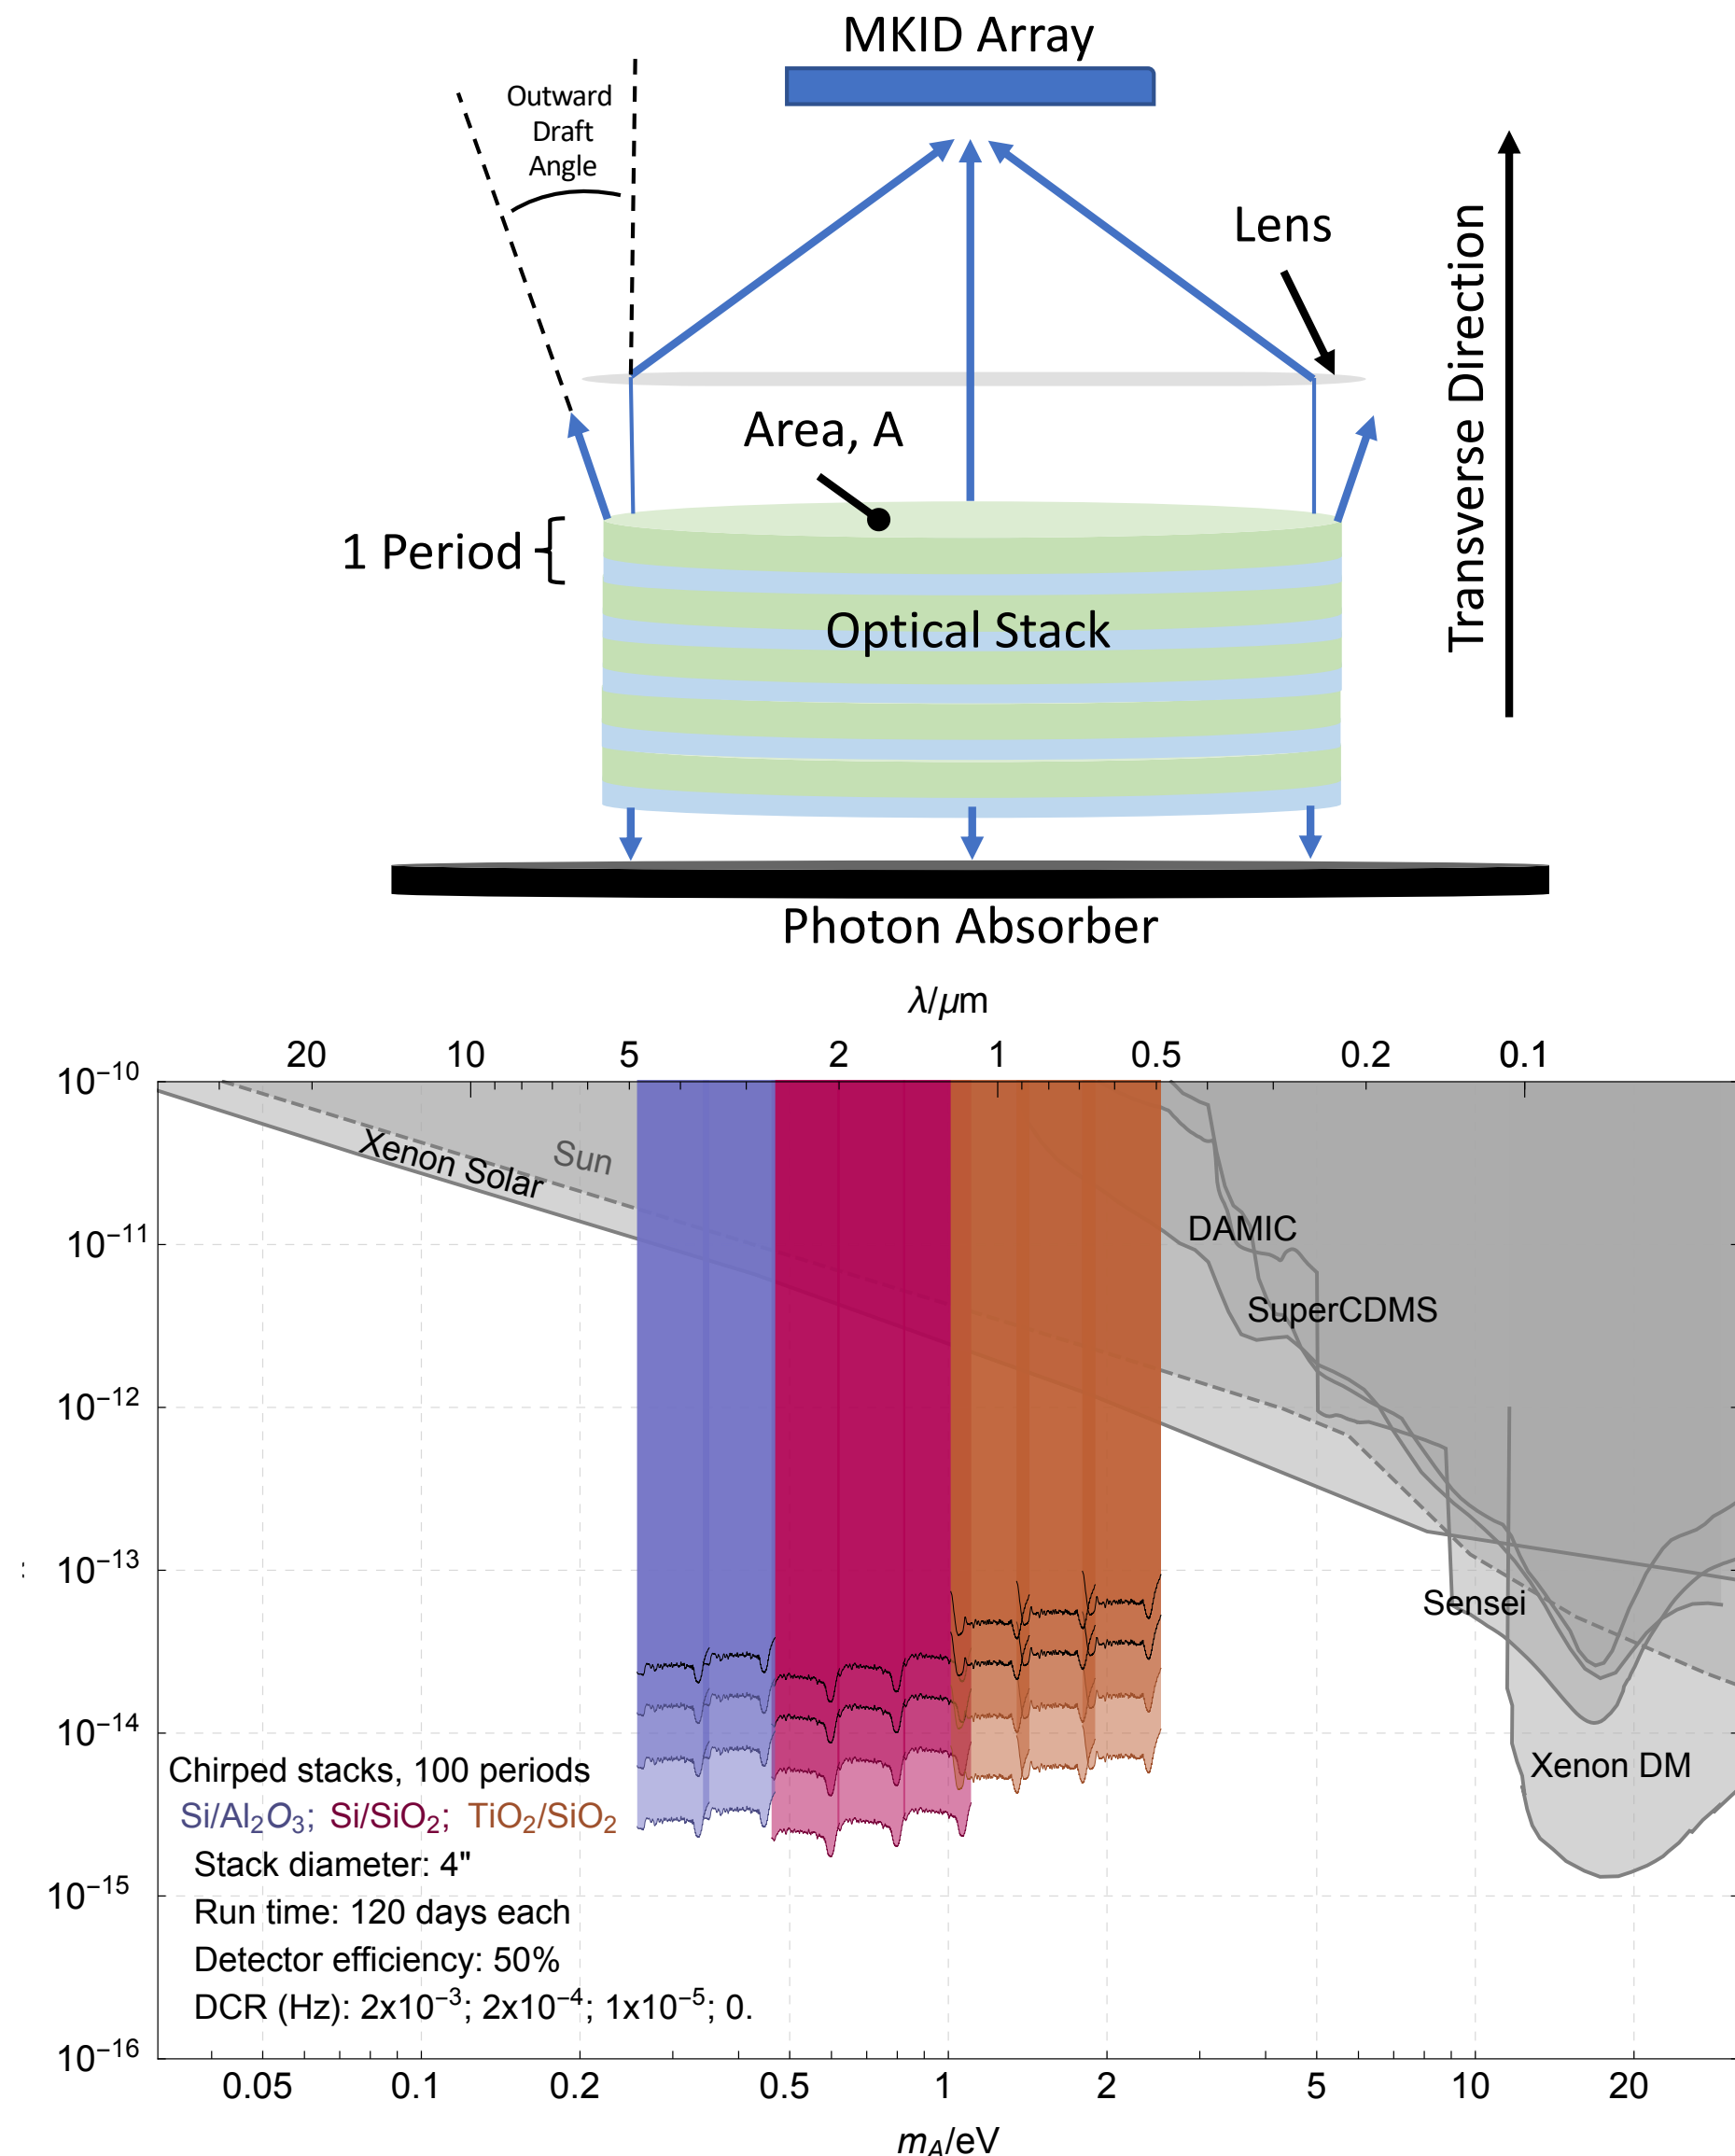 MKID Array
Outward
Draft
Angle
Lens
Transverse Direction
Area, A
1 Period
Optical Stack
Photon Absorber
λ/μm
20 10 5 2 1 0.5 0.2 0.1
10⁻¹⁰
Xenon Solar
Sun
10⁻¹¹
DAMIC
SuperCDMS
10⁻¹²
10⁻¹³
Sensei
10⁻¹⁴
Xenon DM
Chirped stacks, 100 periods
Si/Al₂O₃; Si/SiO₂; TiO₂/SiO₂
Stack diameter: 4"
10⁻¹⁵
Run time: 120 days each
Detector efficiency: 50%
DCR (Hz): 2x10⁻³; 2x10⁻⁴; 1x10⁻⁵; 0.
10⁻¹⁶
0.05 0.1 0.2 0.5 1 2 5 10 20
m_A/eV